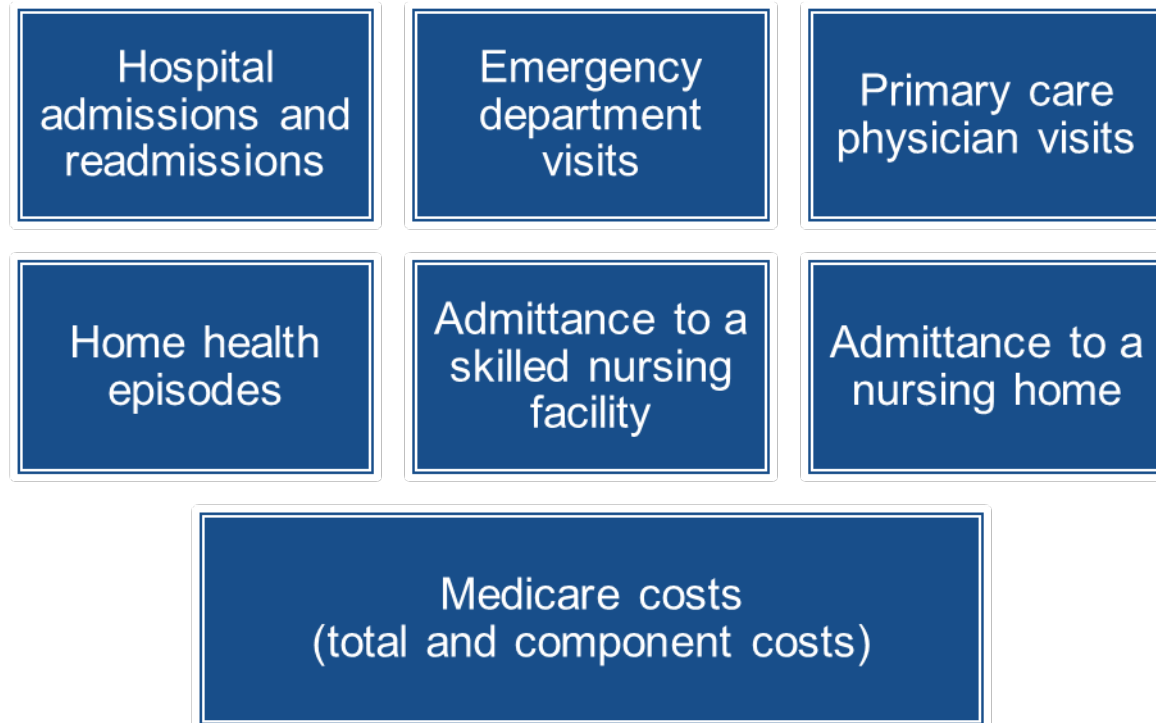 Hospital
admissions and
readmissions
Emergency
department
visits
Primary care
physician visits
Home health
episodes
Admittance to a
skilled nursing
facility
Admittance to a
nursing home
Medicare costs
(total and component costs)